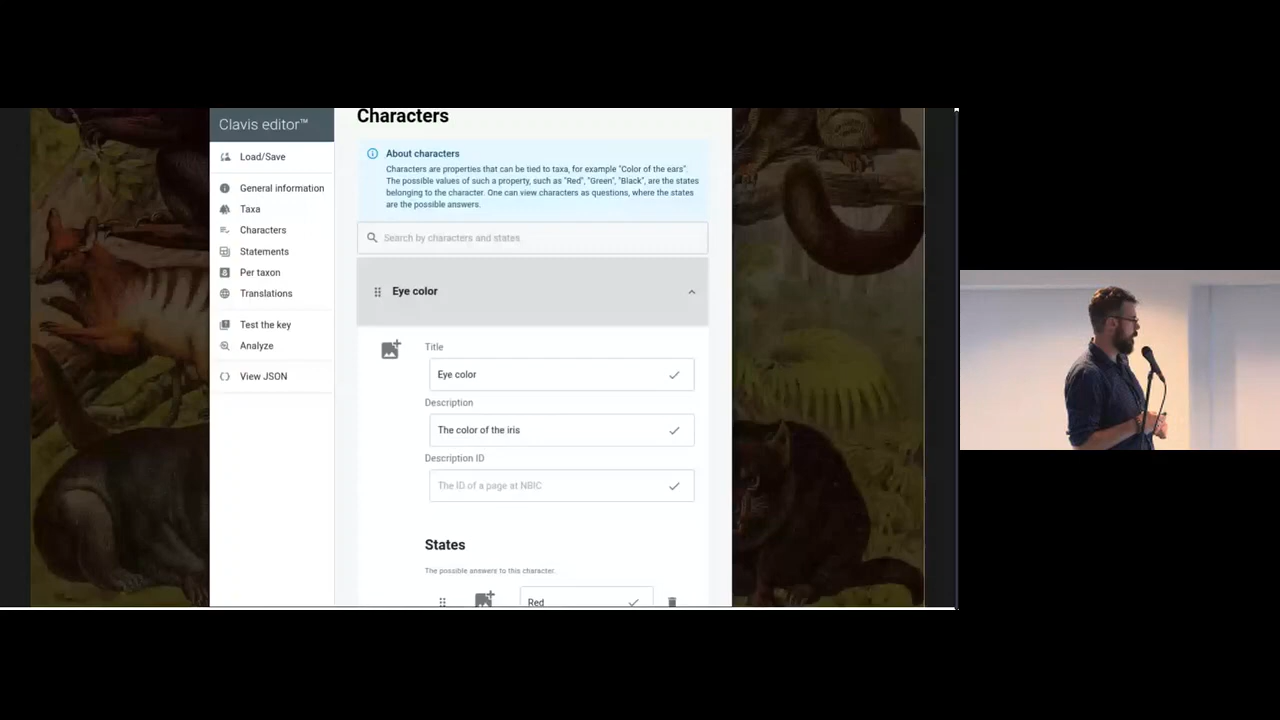 Clavis editor™
Load/Save
General information
Taxa
Characters
Statements
Per taxon
Translations
Test the key
Analyze
View JSON
Characters
About characters
Characters are properties that can be tied to taxa, for example "Color of the ears".
The possible values of such a property, such as "Red", "Green", "Black", are the states
belonging to the character. One can view characters as questions, where the states
are the possible answers.
Search by characters and states
Eye color
Title
Eye color
Description
The color of the iris
Description ID
The ID of a page at NBIC
States
The possible answers to this character.
Red